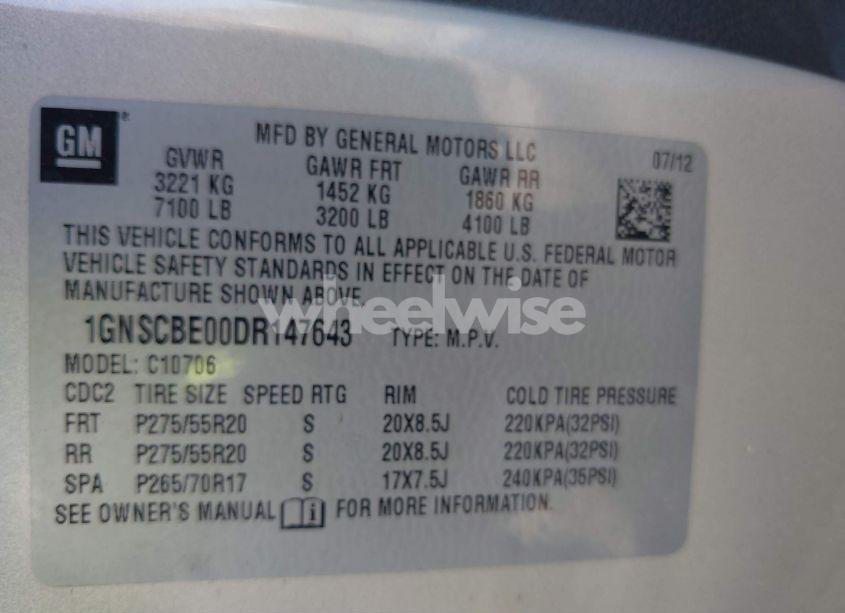 GM
MFD BY GENERAL MOTORS LLC 07/12
GVWR GAWR FRT GAWR RR
3221 KG 1452 KG 1860 KG
7100 LB 3200 LB 4100 LB
THIS VEHICLE CONFORMS TO ALL APPLICABLE U.S. FEDERAL MOTOR
VEHICLE SAFETY STANDARDS IN EFFECT ON THE DATE OF
MANUFACTURE SHOWN ABOVE.
wheelwise
1GNSCBE00DR147643 TYPE: M.P.V.
MODEL: C10706
CDC2 TIRE SIZE SPEED RTG RIM COLD TIRE PRESSURE
FRT P275/55R20 S 20X8.5J 220KPA(32PSI)
RR P275/55R20 S 20X8.5J 220KPA(32PSI)
SPA P265/70R17 S 17X7.5J 240KPA(35PSI)
SEE OWNER'S MANUAL i FOR MORE INFORMATION.